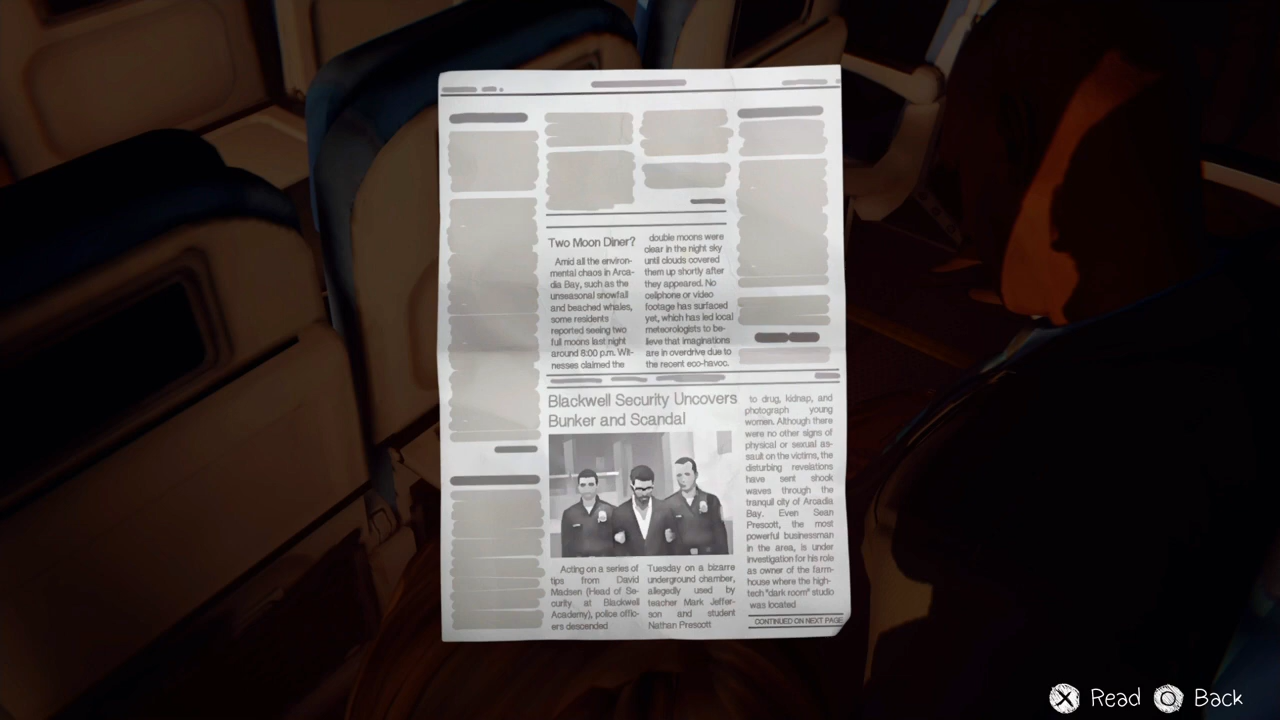 Two Moon Diner?
Amid all the environ-
mental chaos in Arca-
dia Bay, such as the
unseasonal snowfall
and beached whales,
some residents
reported seeing two
full moons last night
around 8:00 p.m. Wit-
nesses claimed the
double moons were
clear in the night sky
until clouds covered
them up shortly after
they appeared. No
cellphone or video
footage has surfaced
yet, which has led local
meteorologists to be-
lieve that imaginations
are in overdrive due to
the recent eco-havoc.
Blackwell Security Uncovers
Bunker and Scandal
Acting on a series of
tips from David
Madsen (Head of Se-
curity at Blackwell
Academy), police offic-
ers descended
Tuesday on a bizarre
underground chamber,
allegedly used by
teacher Mark Jeffer-
son and student
Nathan Prescott
to drug, kidnap, and
photograph young
women. Although there
were no other signs of
physical or sexual as-
sault on the victims, the
disturbing revelations
have sent shock
waves through the
tranquil city of Arcadia
Bay. Even Sean
Prescott, the most
powerful businessman
in the area, is under
investigation for his role
as owner of the farm-
house where the high-
tech "dark room" studio
was located
CONTINUED ON NEXT PAGE
Read Back